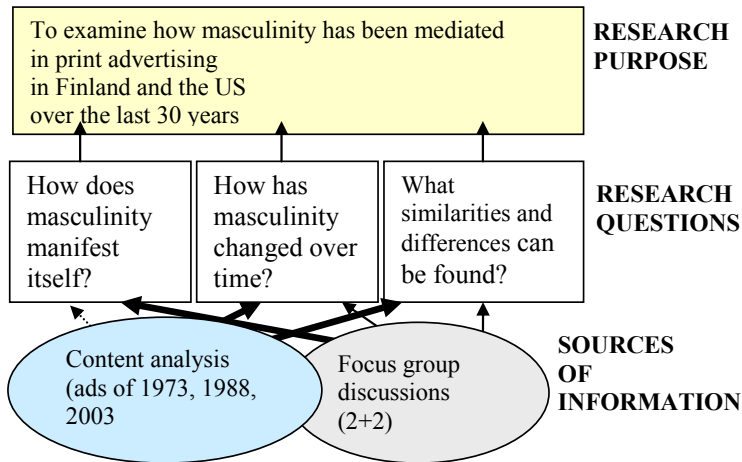 To examine how masculinity has been mediated
in print advertising
in Finland and the US
over the last 30 years
RESEARCH
PURPOSE
How does
masculinity
manifest
itself?
How has
masculinity
changed over
time?
What
similarities and
differences can
be found?
RESEARCH
QUESTIONS
Content analysis
(ads of 1973, 1988,
2003
Focus group
discussions
(2+2)
SOURCES
OF
INFORMATION